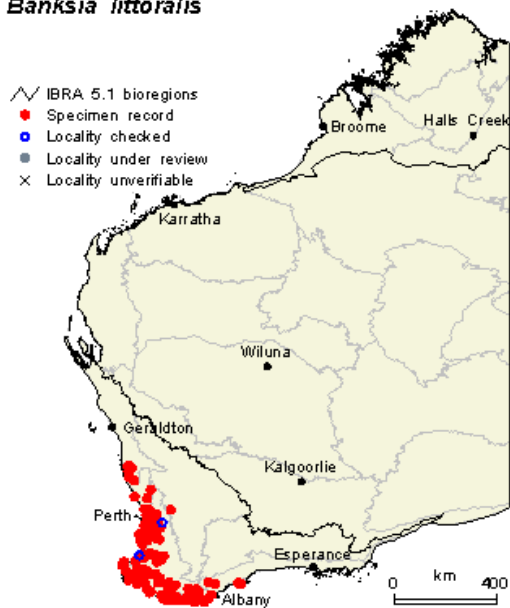 Banksia littoralis
IBRA 5.1 bioregions
Specimen record
Locality checked
Locality under review
Locality unverifiable
Broome
Halls Creek
Karratha
Wiluna
Geraldton
Kalgoorlie
Perth
Esperance
Albany
km
0 400